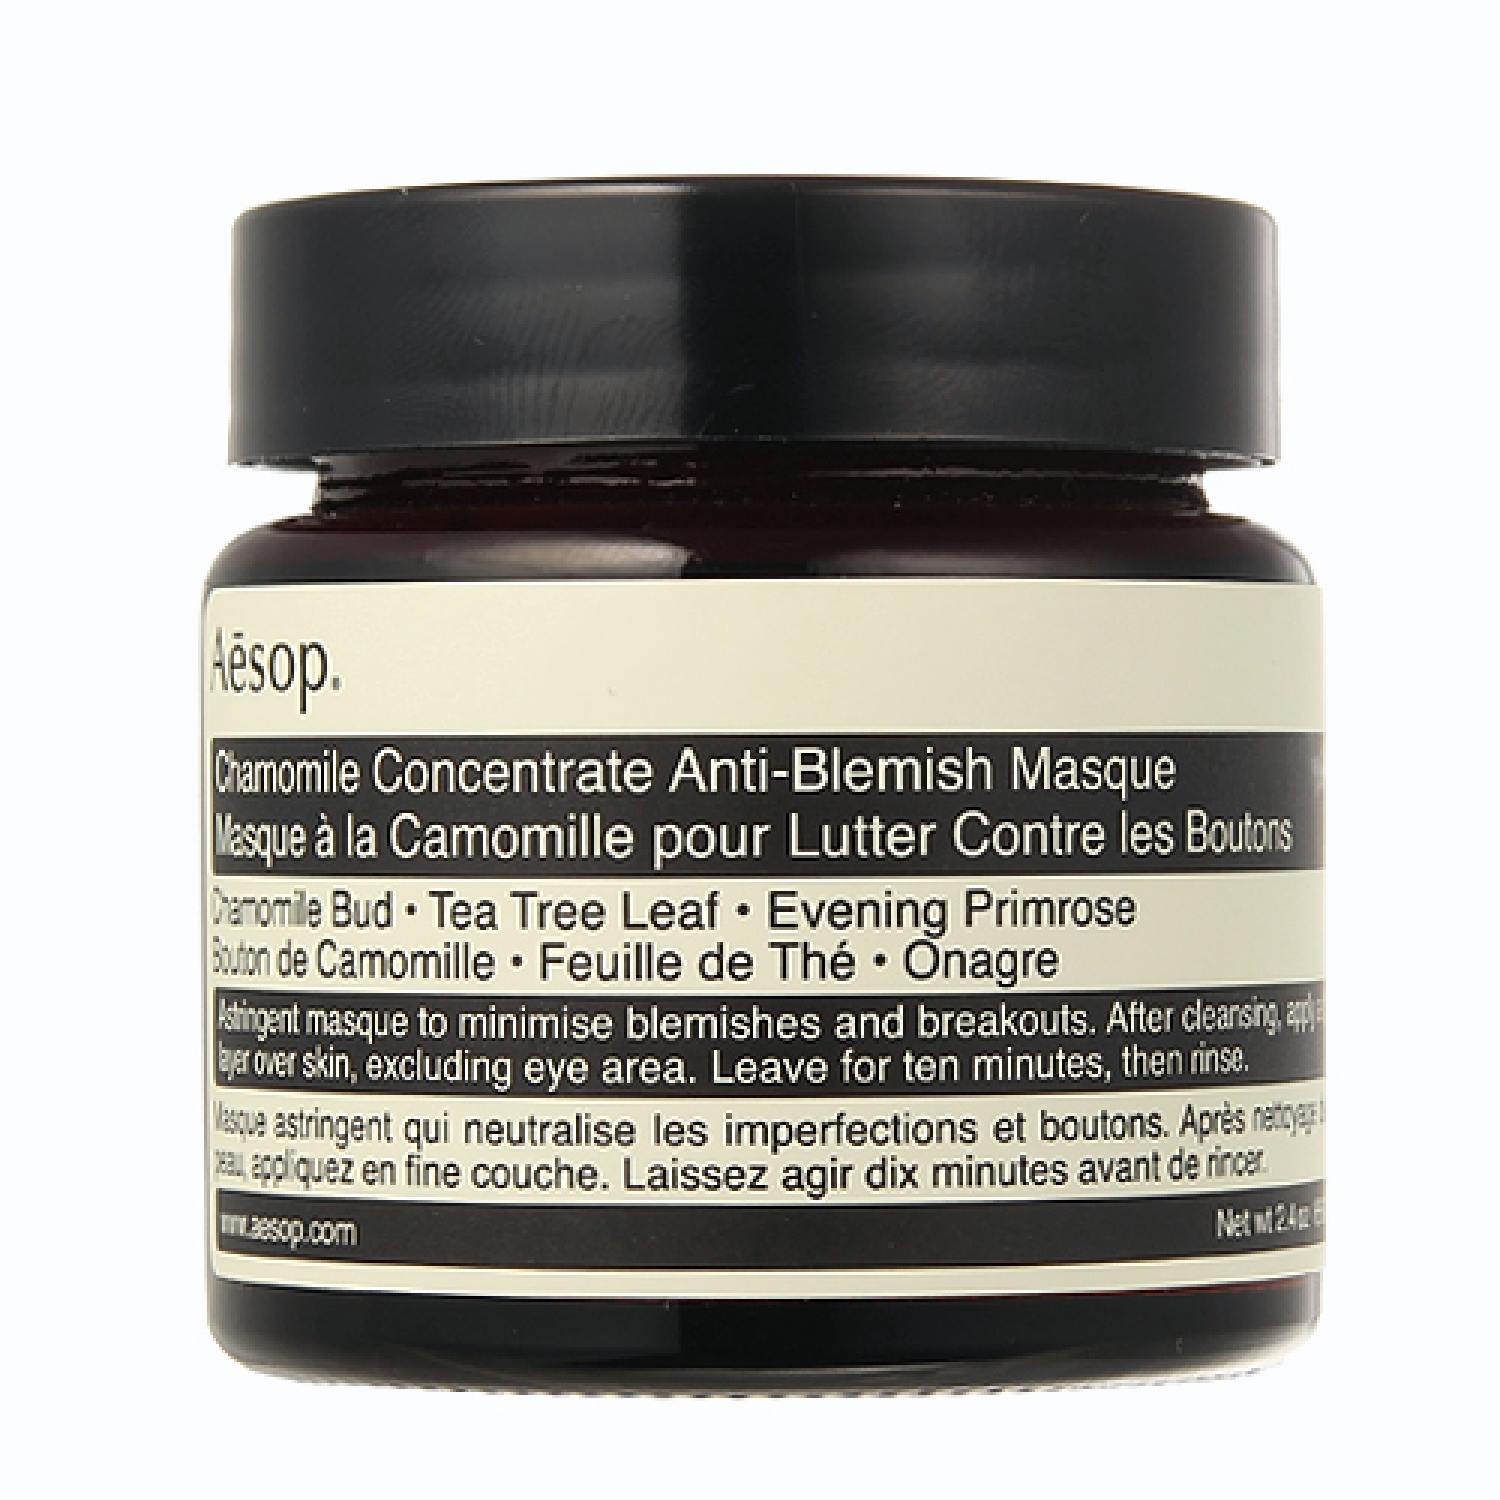 Aēsop.
Chamomile Concentrate Anti-Blemish Masque
Masque à la Camomille pour Lutter Contre les Boutons
Chamomile Bud • Tea Tree Leaf • Evening Primrose
Bouton de Camomille • Feuille de Thé • Onagre
Astringent masque to minimise blemishes and breakouts. After cleansing, apply
layer over skin, excluding eye area. Leave for ten minutes, then rinse.
Masque astringent qui neutralise les imperfections et boutons. Après nettoyage
peau, appliquez en fine couche. Laissez agir dix minutes avant de rincer.
www.aesop.com
Net wt 2.4 oz